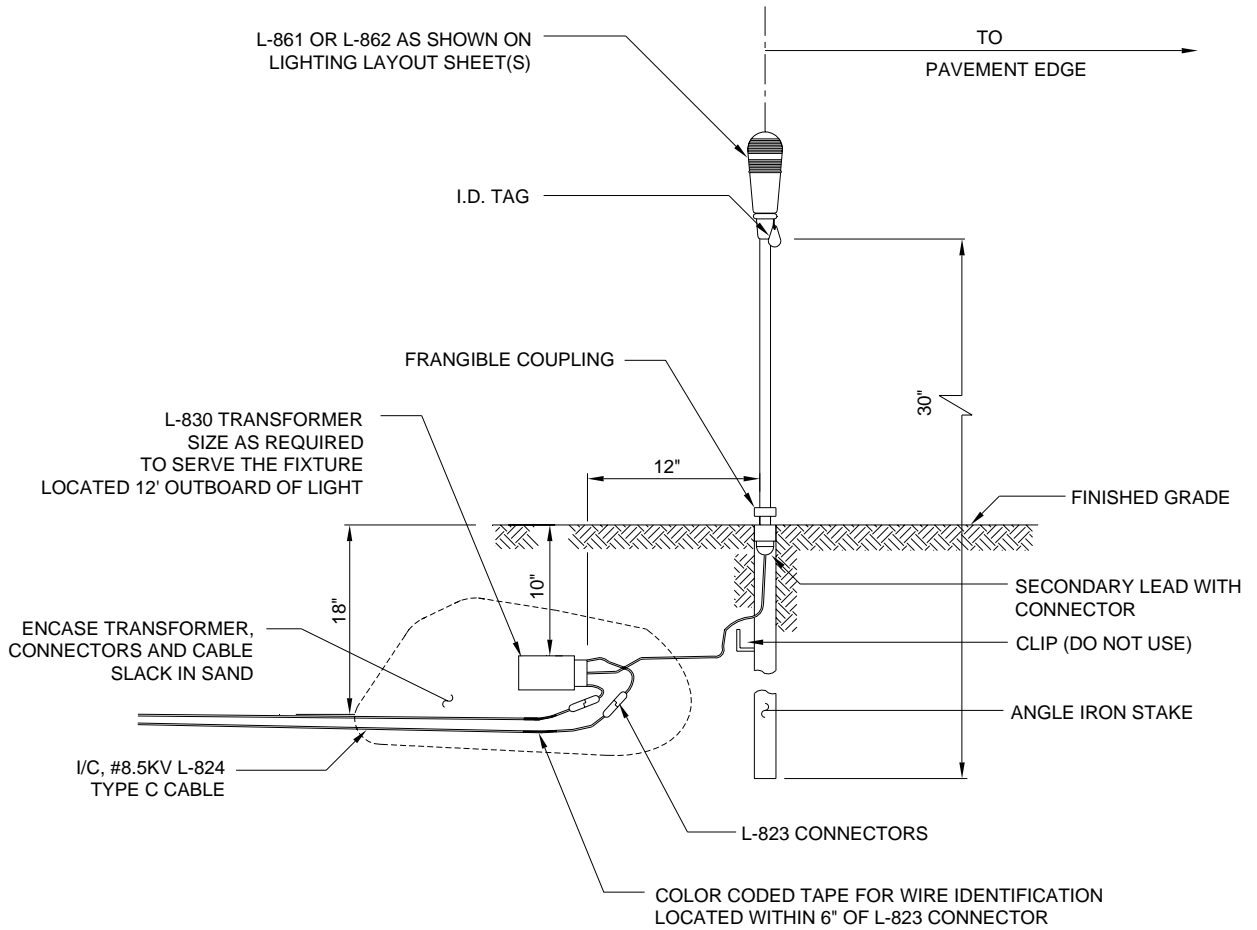 L-861 OR L-862 AS SHOWN ON
LIGHTING LAYOUT SHEET(S)
TO
PAVEMENT EDGE
I.D. TAG
FRANGIBLE COUPLING
30"
L-830 TRANSFORMER
SIZE AS REQUIRED
TO SERVE THE FIXTURE
LOCATED 12' OUTBOARD OF LIGHT
12"
FINISHED GRADE
18"
10"
SECONDARY LEAD WITH
CONNECTOR
ENCASE TRANSFORMER,
CONNECTORS AND CABLE
SLACK IN SAND
CLIP (DO NOT USE)
ANGLE IRON STAKE
I/C, #8.5KV L-824
TYPE C CABLE
L-823 CONNECTORS
COLOR CODED TAPE FOR WIRE IDENTIFICATION
LOCATED WITHIN 6" OF L-823 CONNECTOR